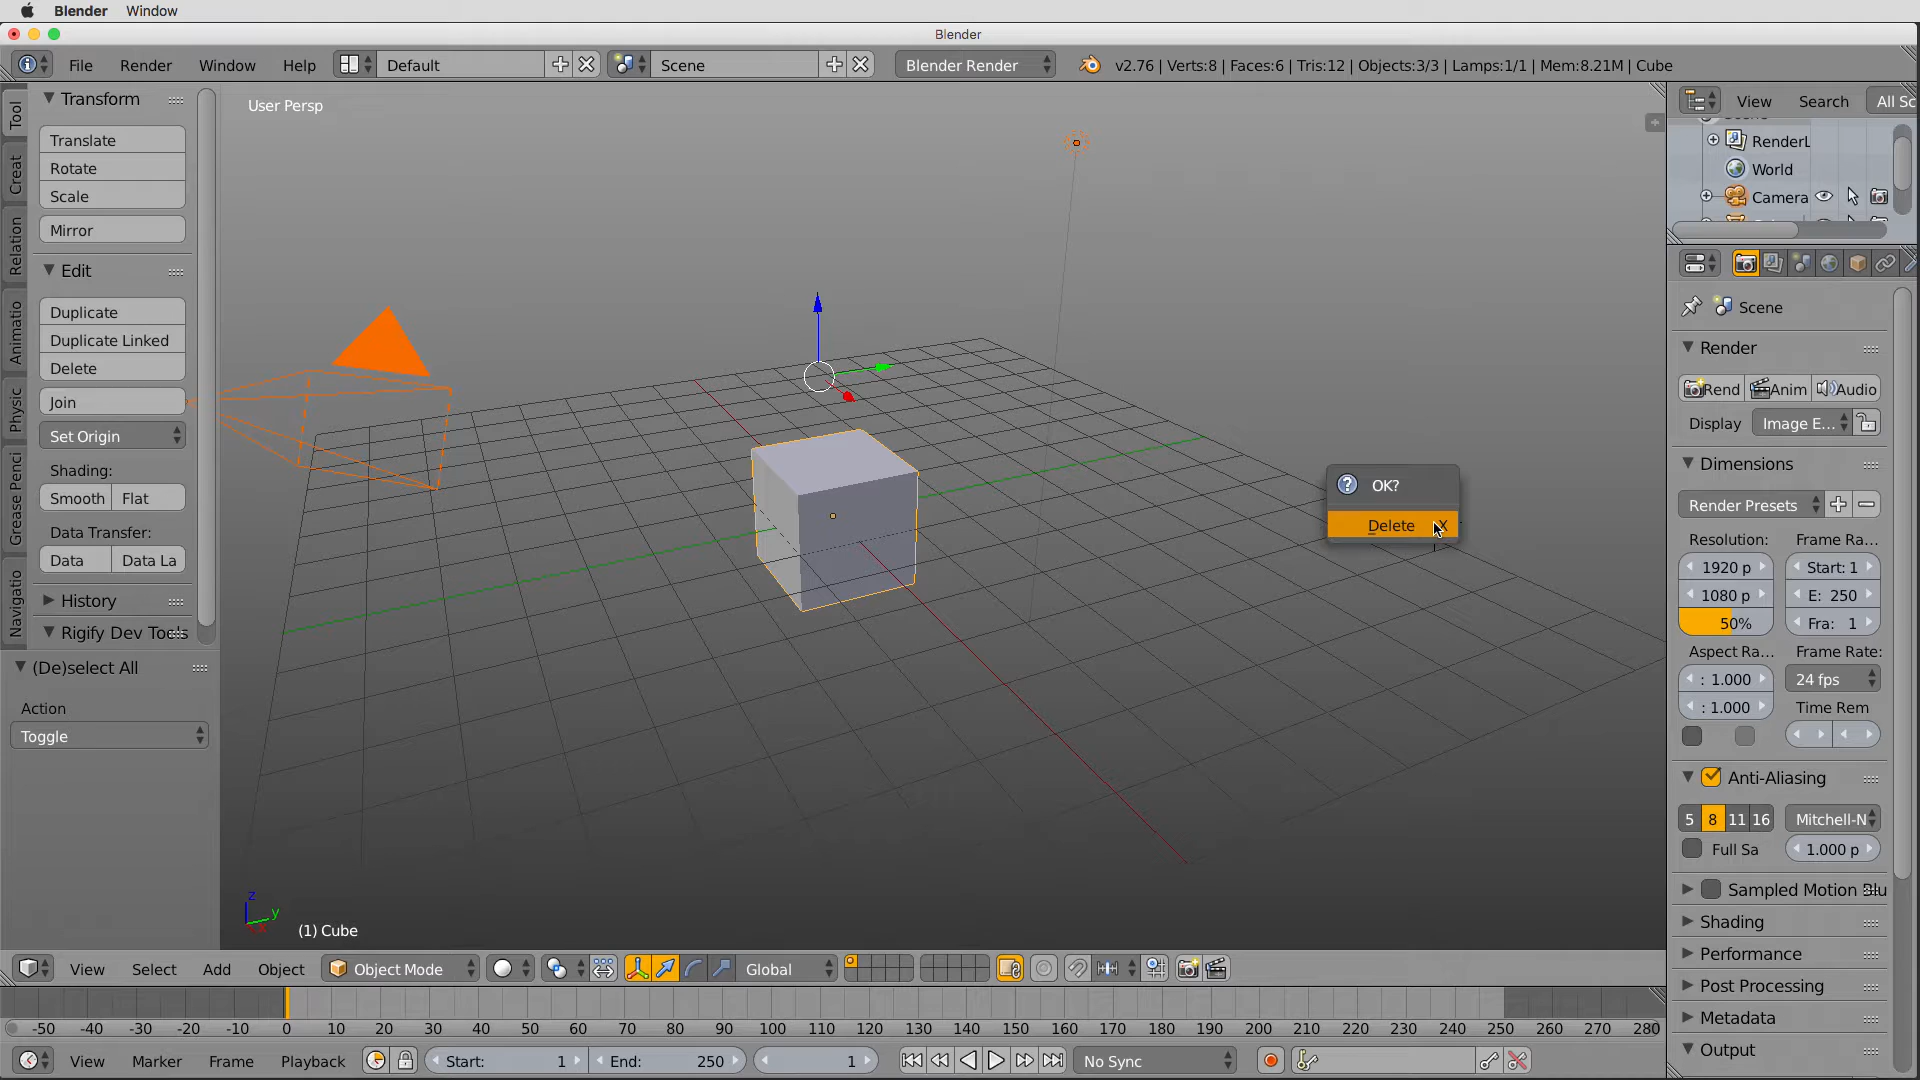 Blender Window
Blender
File Render Window Help Default Scene Blender Render v2.76 | Verts:8 | Faces:6 | Tris:12 | Objects:3/3 | Lamps:1/1 | Mem:8.21M | Cube
Tool
Creat
Relation
Animatio
Physic
Grease Penci
Navigatio
Transform
Translate
Rotate
Scale
Mirror
Edit
Duplicate
Duplicate Linked
Delete
Join
Set Origin
Shading:
Smooth Flat
Data Transfer:
Data Data La
History
Rigify Dev Tools
(De)select All
Action
Toggle
User Persp
OK?
Delete X
z
y
x
(1) Cube
View Search All Sc
RenderL
World
Camera
Scene
Render
Rend Anim Audio
Display Image E...
Dimensions
Render Presets
Resolution: Frame Ra...
1920 p Start: 1
1080 p E: 250
50% Fra: 1
Aspect Ra... Frame Rate:
: 1.000 24 fps
: 1.000 Time Rem
Anti-Aliasing
5 8 11 16 Mitchell-N
Full Sa 1.000 p
Sampled Motion Blu
Shading
Performance
Post Processing
Metadata
Output
View Select Add Object Object Mode Global
-50 -40 -30 -20 -10 0 10 20 30 40 50 60 70 80 90 100 110 120 130 140 150 160 170 180 190 200 210 220 230 240 250 260 270 280
View Marker Frame Playback Start: 1 End: 250 1 No Sync